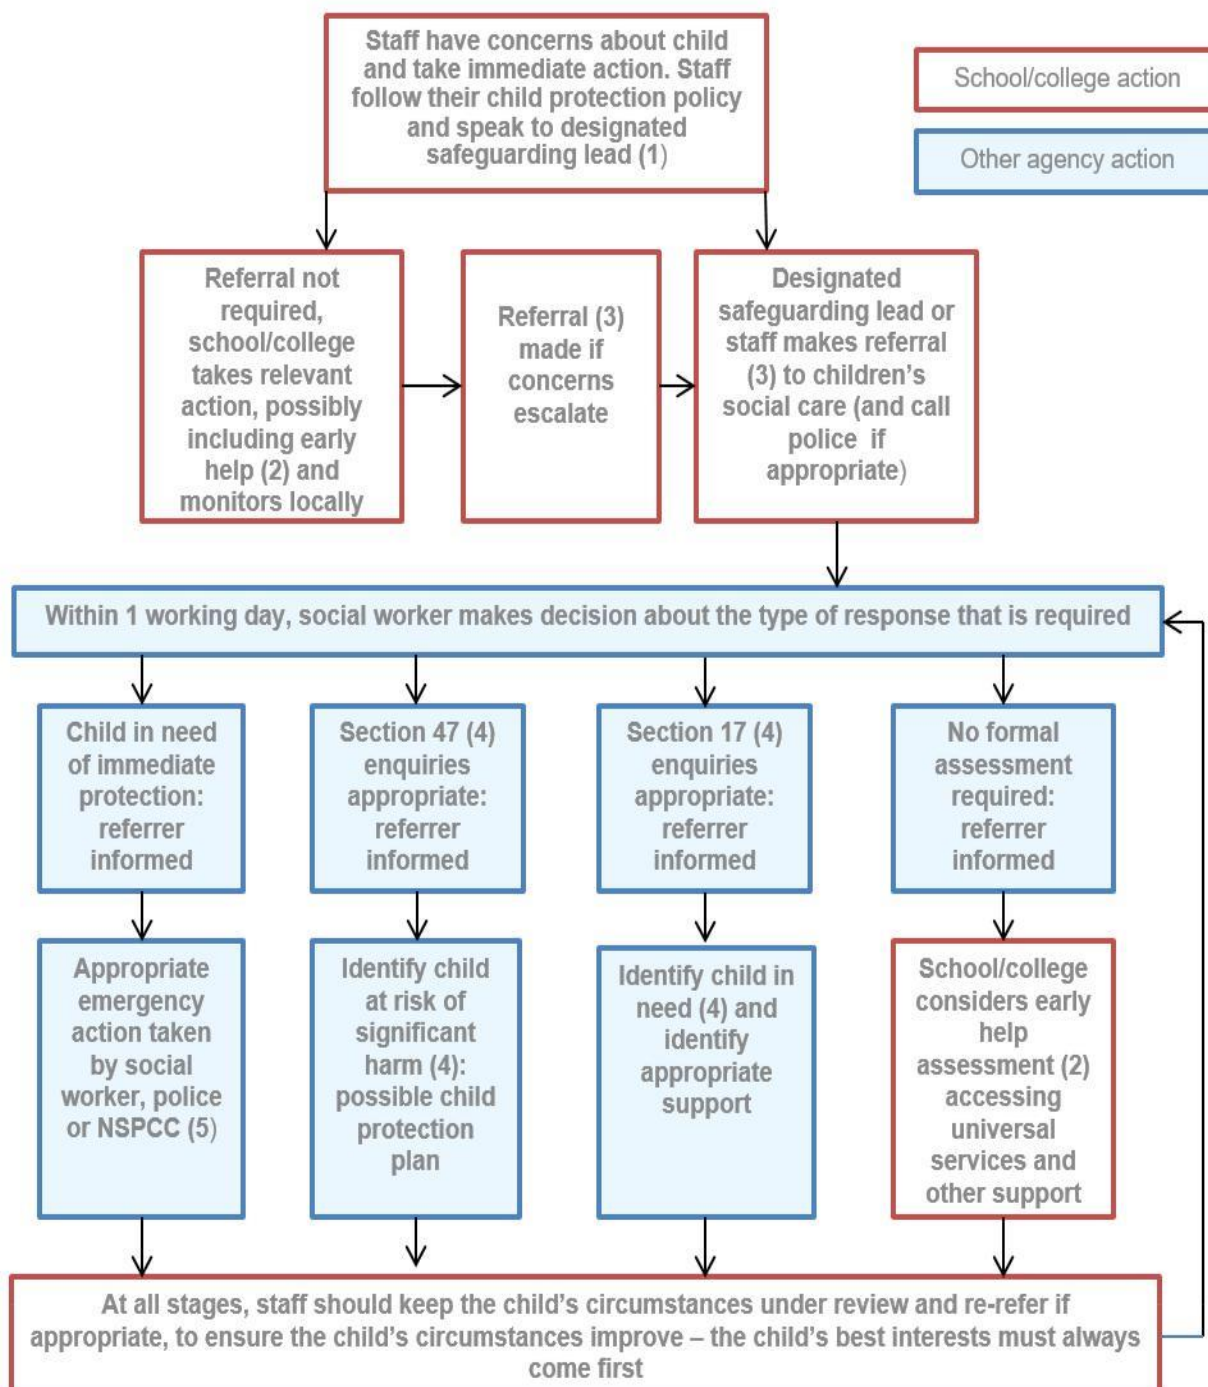 Staff have concerns about child
and take immediate action. Staff
follow their child protection policy
and speak to designated
safeguarding lead (1)
School/college action
Other agency action
Referral not
required,
school/college
takes relevant
action, possibly
including early
help (2) and
monitors locally
Referral (3)
made if
concerns
escalate
Designated
safeguarding lead or
staff makes referral
(3) to children’s
social care (and call
police if
appropriate)
Within 1 working day, social worker makes decision about the type of response that is required
Child in need
of immediate
protection:
referrer
informed
Section 47 (4)
enquiries
appropriate:
referrer
informed
Section 17 (4)
enquiries
appropriate:
referrer
informed
No formal
assessment
required:
referrer
informed
Appropriate
emergency
action taken
by social
worker, police
or NSPCC (5)
Identify child
at risk of
significant
harm (4):
possible child
protection
plan
Identify child in
need (4) and
identify
appropriate
support
School/college
considers early
help
assessment (2)
accessing
universal
services and
other support
At all stages, staff should keep the child’s circumstances under review and re-refer if
appropriate, to ensure the child’s circumstances improve – the child’s best interests must always
come first